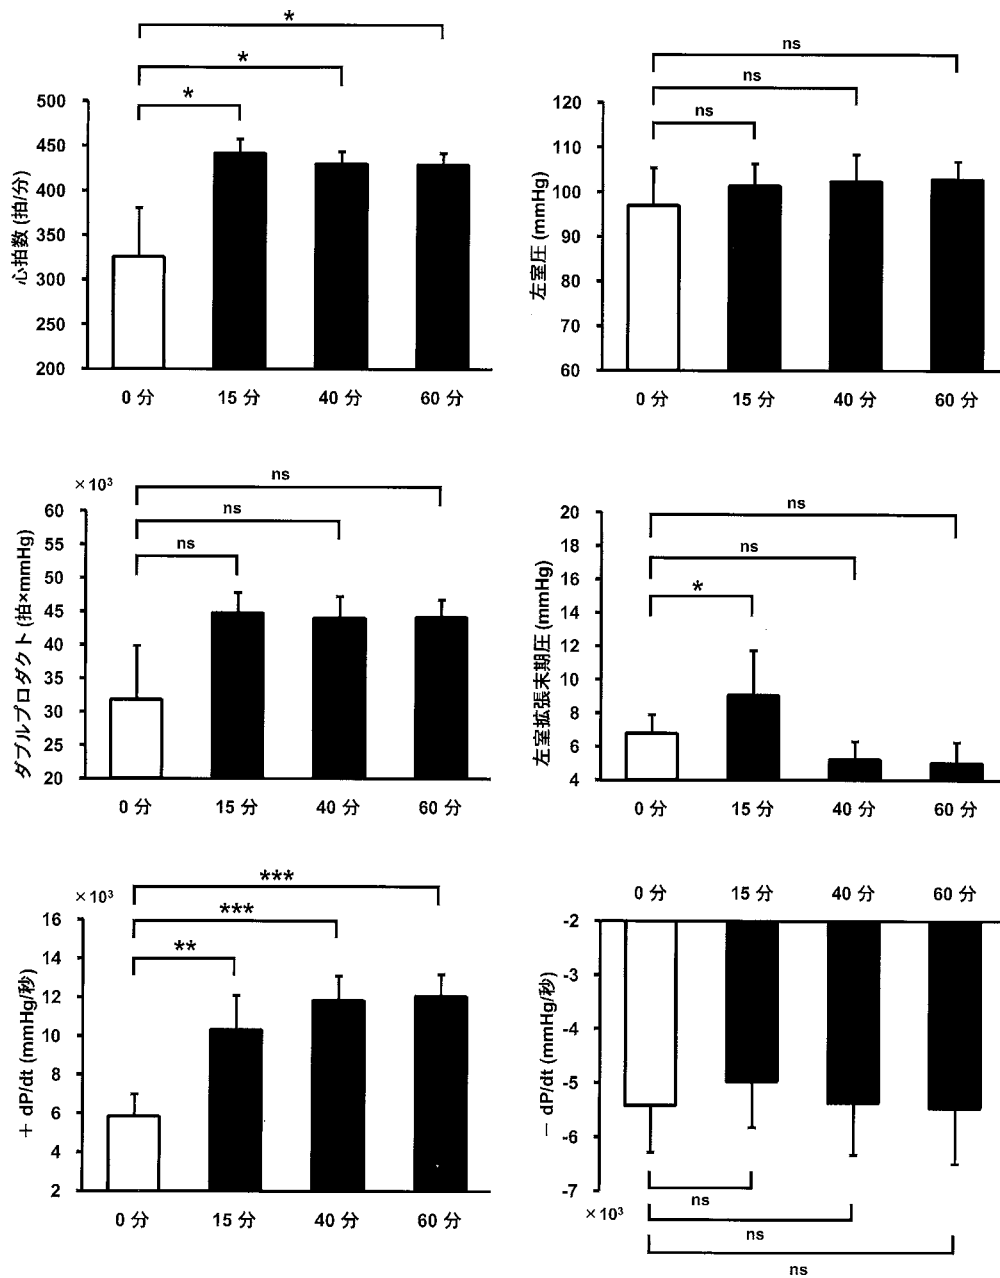 *
*
*
500
450
400
350
300
250
200
心拍数 (拍/分)
0 分
15 分
40 分
60 分
ns
ns
ns
120
110
100
90
80
70
60
左室圧 (mmHg)
0 分
15 分
40 分
60 分
×10³
ns
ns
ns
60
55
50
45
40
35
30
25
20
ダブルプロダクト (拍×mmHg)
0 分
15 分
40 分
60 分
ns
ns
*
20
18
16
14
12
10
8
6
4
左室拡張末期圧 (mmHg)
0 分
15 分
40 分
60 分
×10³
***
***
**
16
14
12
10
8
6
4
2
＋ dP/dt (mmHg/秒)
0 分
15 分
40 分
60 分
0 分
15 分
40 分
60 分
-2
-3
-4
-5
-6
-7
－ dP/dt (mmHg/秒)
×10³
ns
ns
ns